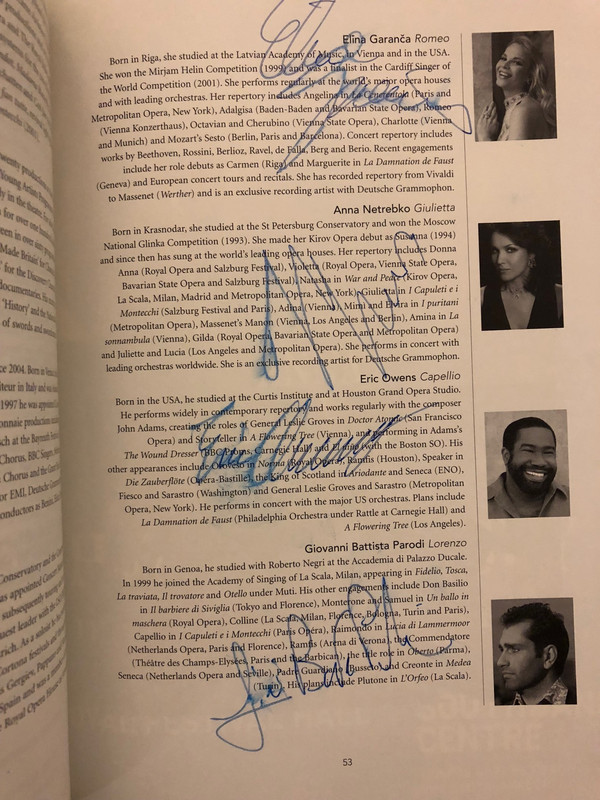 Elīna Garanča Romeo
Born in Riga, she studied at the Latvian Academy of Music, in Vienna and in the USA.
She won the Mirjam Helin Competition (1999) and was a finalist in the Cardiff Singer of
the World Competition (2001). She performs regularly at the world's major opera houses
and with leading orchestras. Her repertory includes Angelina in La Cenerentola (Paris and
Metropolitan Opera, New York), Adalgisa (Baden-Baden and Bavarian State Opera), Romeo
(Vienna Konzerthaus), Octavian and Cherubino (Vienna State Opera), Charlotte (Vienna
and Munich) and Mozart's Sesto (Berlin, Paris and Barcelona). Concert repertory includes
works by Beethoven, Rossini, Berlioz, Ravel, de Falla, Berg and Berio. Recent engagements
include her role debuts as Carmen (Riga) and Marguerite in La Damnation de Faust
(Geneva) and European concert tours and recitals. She has recorded repertory from Vivaldi
to Massenet (Werther) and is an exclusive recording artist with Deutsche Grammophon.
Anna Netrebko Giulietta
Born in Krasnodar, she studied at the St Petersburg Conservatory and won the Moscow
National Glinka Competition (1993). She made her Kirov Opera debut as Susanna (1994)
and since then has sung at the world's leading opera houses. Her repertory includes Donna
Anna (Royal Opera and Salzburg Festival), Violetta (Royal Opera, Vienna State Opera,
Bavarian State Opera and Salzburg Festival), Natasha in War and Peace (Kirov Opera,
La Scala, Milan, Madrid and Metropolitan Opera, New York), Giulietta in I Capuleti e i
Montecchi (Salzburg Festival and Paris), Adina (Vienna), Mimì and Elvira in I puritani
(Metropolitan Opera), Massenet's Manon (Vienna, Los Angeles and Berlin), Amina in La
sonnambula (Vienna), Gilda (Royal Opera, Bavarian State Opera and Metropolitan Opera)
and Juliette and Lucia (Los Angeles and Metropolitan Opera). She performs in concert with
leading orchestras worldwide. She is an exclusive recording artist for Deutsche Grammophon.
Eric Owens Capellio
Born in the USA, he studied at the Curtis Institute and at Houston Grand Opera Studio.
He performs widely in contemporary repertory and works regularly with the composer
John Adams, creating the roles of General Leslie Groves in Doctor Atomic (San Francisco
Opera) and Storyteller in A Flowering Tree (Vienna), and performing in Adams's
The Wound Dresser (BBC Proms, Carnegie Hall) and El niño (with the Boston SO). His
other appearances include Oroveso in Norma (Royal Opera), Ramfis (Houston), Speaker in
Die Zauberflöte (Opéra-Bastille), the King of Scotland in Ariodante and Seneca (ENO),
Fiesco and Sarastro (Washington) and General Leslie Groves and Sarastro (Metropolitan
Opera, New York). He performs in concert with the major US orchestras. Plans include
La Damnation de Faust (Philadelphia Orchestra under Rattle at Carnegie Hall) and
A Flowering Tree (Los Angeles).
Giovanni Battista Parodi Lorenzo
Born in Genoa, he studied with Roberto Negri at the Accademia di Palazzo Ducale.
In 1999 he joined the Academy of Singing of La Scala, Milan, appearing in Fidelio, Tosca,
La traviata, Il trovatore and Otello under Muti. His other engagements include Don Basilio
in Il barbiere di Siviglia (Tokyo and Florence), Monterone and Samuel in Un ballo in
maschera (Royal Opera), Colline (La Scala, Milan, Florence, Bologna, Turin and Paris),
Capellio in I Capuleti e i Montecchi (Paris Opéra), Raimondo in Lucia di Lammermoor
(Netherlands Opera, Paris and Florence), Ramfis (Arena di Verona), the Commendatore
(Théâtre des Champs-Elysées, Paris and the Barbican), the title role in Oberto (Parma),
Seneca (Netherlands Opera and Seville), Padre Guardiano (Busseto) and Creonte in Medea
(Turin). His plans include Plutone in L'Orfeo (La Scala).
53